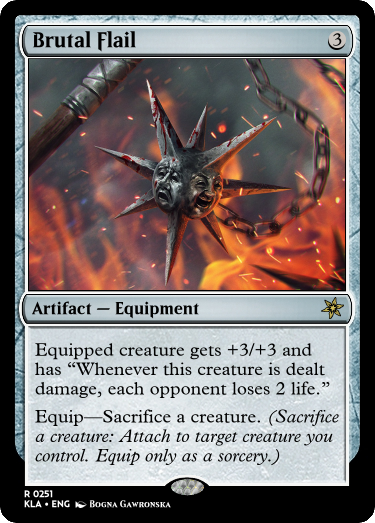 Brutal Flail 3
Artifact — Equipment
Equipped creature gets +3/+3 and
has “Whenever this creature is dealt
damage, each opponent loses 2 life.”
Equip—Sacrifice a creature. (Sacrifice
a creature: Attach to target creature you
control. Equip only as a sorcery.)
R 0251
KLA • ENG Bogna Gawronska